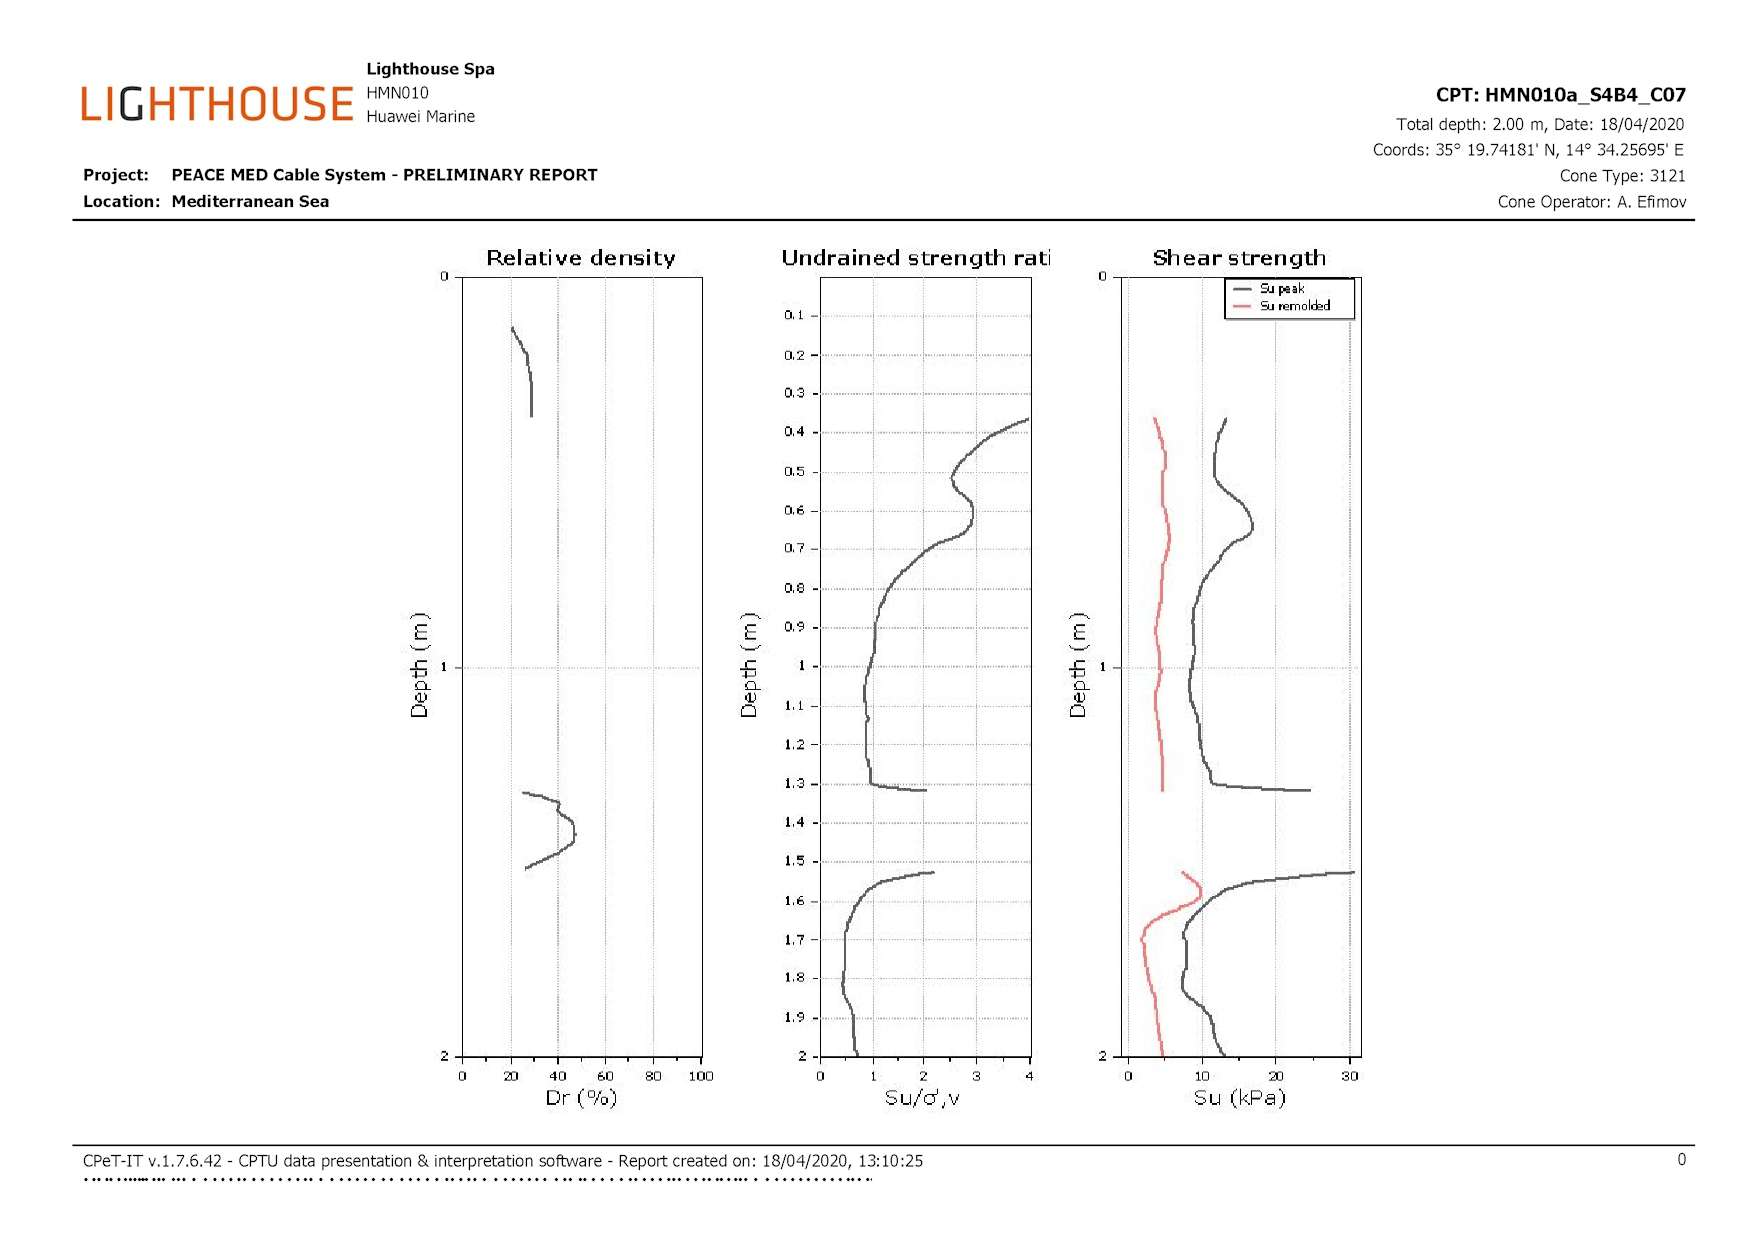 LIGHTHOUSE
Lighthouse Spa
HMN010
Huawei Marine
Project: PEACE MED Cable System - PRELIMINARY REPORT
Location: Mediterranean Sea
CPT: HMN010a_S4B4_C07
Total depth: 2.00 m, Date: 18/04/2020
Coords: 35° 19.74181' N, 14° 34.25695' E
Cone Type: 3121
Cone Operator: A. Efimov
Relative density
0
1
2
Depth (m)
0 20 40 60 80 100
Dr (%)
Undrained strength rati
0.1
0.2
0.3
0.4
0.5
0.6
0.7
0.8
0.9
1
1.1
1.2
1.3
1.4
1.5
1.6
1.7
1.8
1.9
2
Depth (m)
0 1 2 3 4
Su/σ',v
Shear strength
Su peak
Su remolded
0
1
2
Depth (m)
0 10 20 30
Su (kPa)
CPeT-IT v.1.7.6.42 - CPTU data presentation & interpretation software - Report created on: 18/04/2020, 13:10:25
0